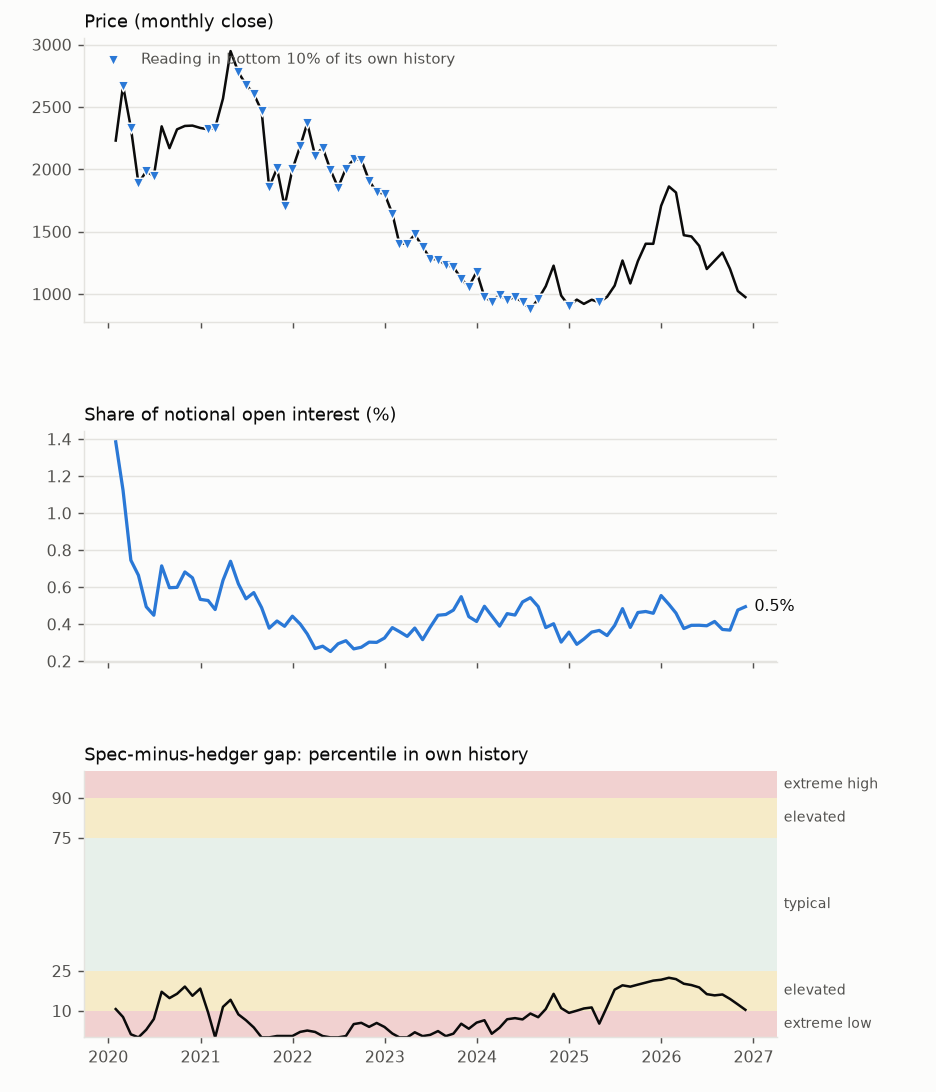 Price (monthly close)
3000
Reading in bottom 10% of its own history
2500
2000
1500
1000
Share of notional open interest (%)
1.4
1.2
1.0
0.8
0.6
0.5%
0.4
0.2
Spec-minus-hedger gap: percentile in own history
extreme high
90
elevated
75
typical
25
elevated
10
extreme low
2020 2021 2022 2023 2024 2025 2026 2027